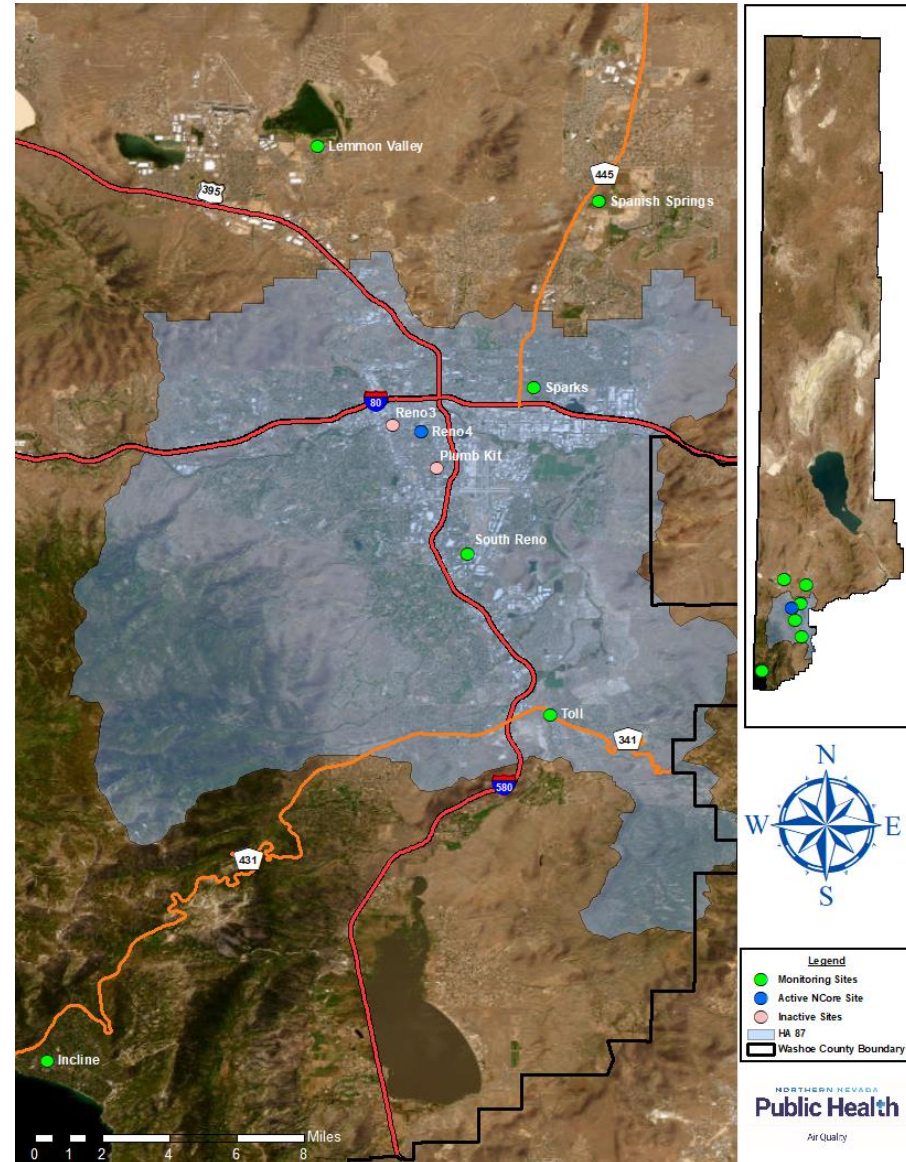 Lemmon Valley
395
445
Spanish Springs
Sparks
80
Reno3
Reno4
Plumb Kit
South Reno
Toll
341
580
431
Incline
Miles
0 1 2 4 6 8
N
W E
S
Legend
Monitoring Sites
Active NCore Site
Inactive Sites
HA 87
Washoe County Boundary
NORTHERN NEVADA
Public Health
Air Quality